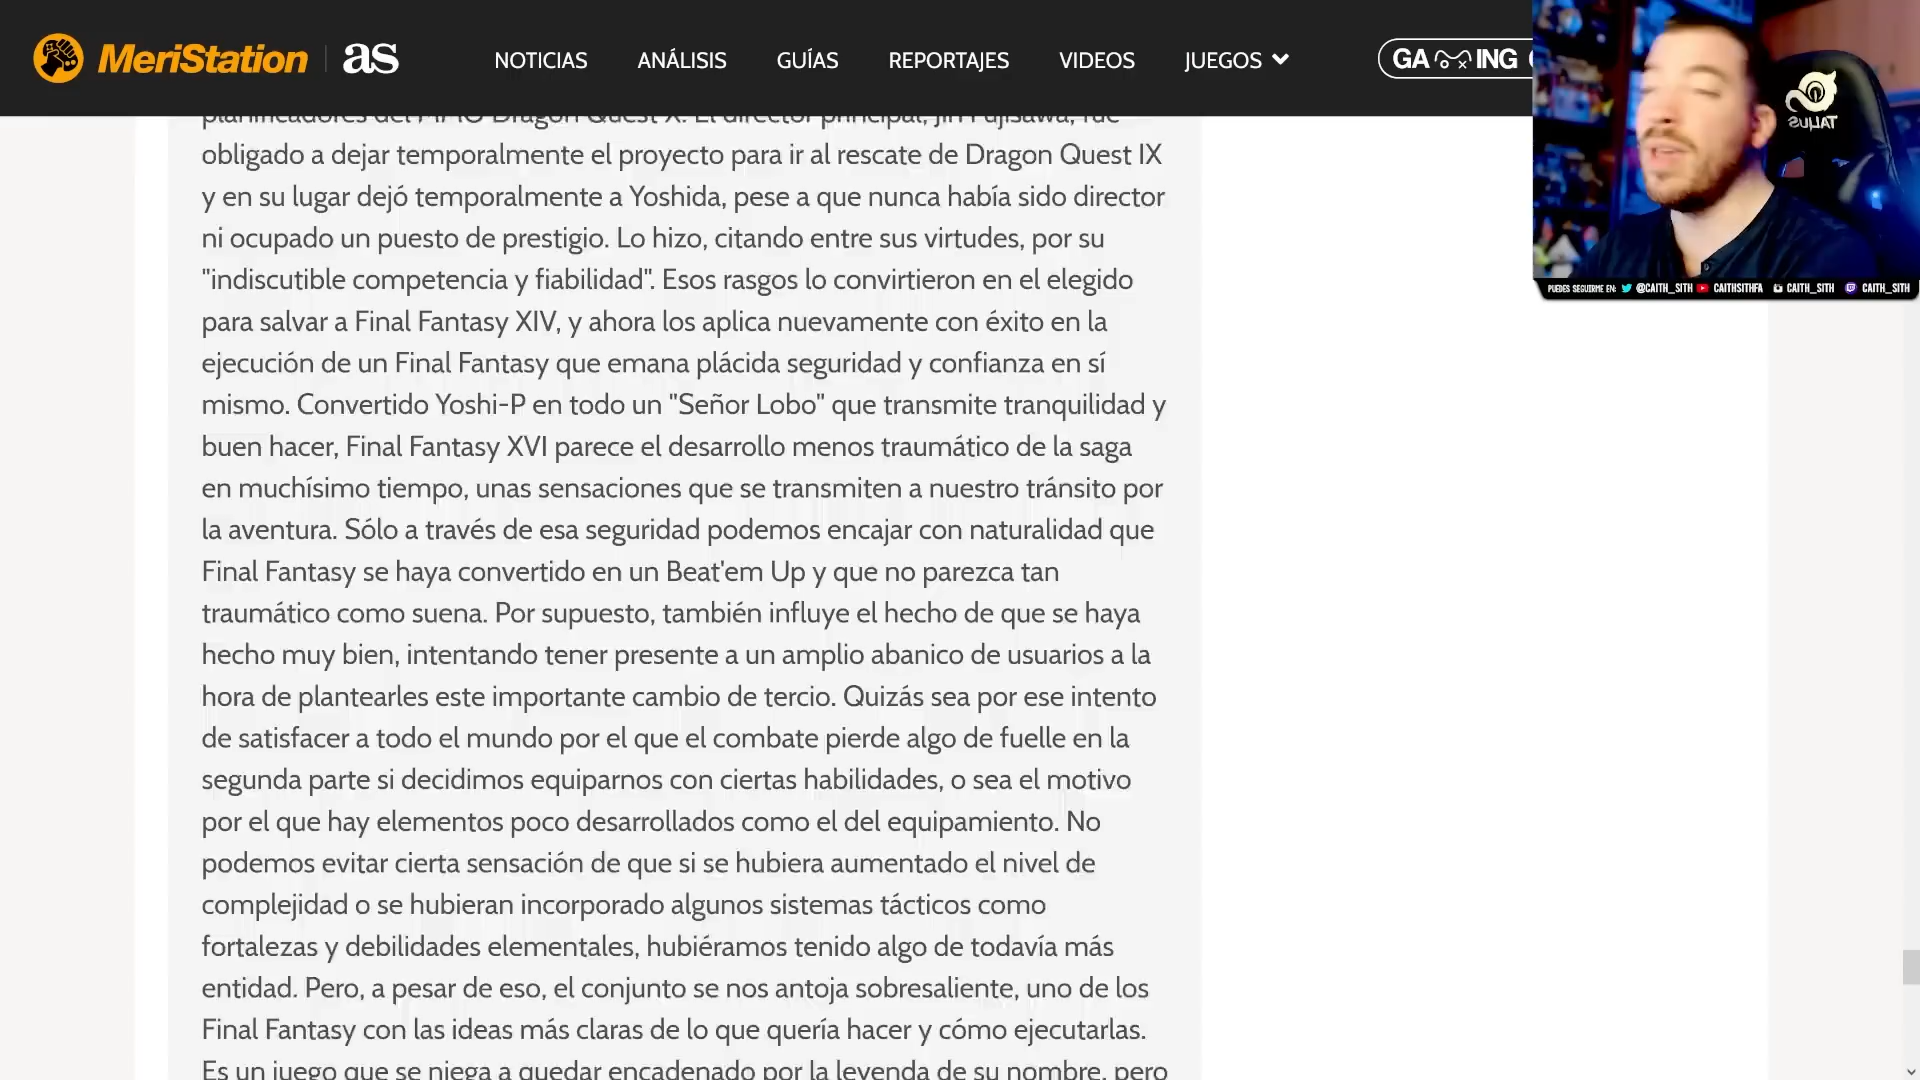 MeriStation as NOTICIAS ANÁLISIS GUÍAS REPORTAJES VIDEOS JUEGOS GAMING
TALIUS
PUEDES SEGUIRME EN: @CAITH_SITH CAITHSITHFA CAITH_SITH CAITH_SITH
planificadores del MMO Dragon Quest X. El director principal, Jin Fujisawa, fue
obligado a dejar temporalmente el proyecto para ir al rescate de Dragon Quest IX
y en su lugar dejó temporalmente a Yoshida, pese a que nunca había sido director
ni ocupado un puesto de prestigio. Lo hizo, citando entre sus virtudes, por su
"indiscutible competencia y fiabilidad". Esos rasgos lo convirtieron en el elegido
para salvar a Final Fantasy XIV, y ahora los aplica nuevamente con éxito en la
ejecución de un Final Fantasy que emana plácida seguridad y confianza en sí
mismo. Convertido Yoshi-P en todo un "Señor Lobo" que transmite tranquilidad y
buen hacer, Final Fantasy XVI parece el desarrollo menos traumático de la saga
en muchísimo tiempo, unas sensaciones que se transmiten a nuestro tránsito por
la aventura. Sólo a través de esa seguridad podemos encajar con naturalidad que
Final Fantasy se haya convertido en un Beat'em Up y que no parezca tan
traumático como suena. Por supuesto, también influye el hecho de que se haya
hecho muy bien, intentando tener presente a un amplio abanico de usuarios a la
hora de plantearles este importante cambio de tercio. Quizás sea por ese intento
de satisfacer a todo el mundo por el que el combate pierde algo de fuelle en la
segunda parte si decidimos equiparnos con ciertas habilidades, o sea el motivo
por el que hay elementos poco desarrollados como el del equipamiento. No
podemos evitar cierta sensación de que si se hubiera aumentado el nivel de
complejidad o se hubieran incorporado algunos sistemas tácticos como
fortalezas y debilidades elementales, hubiéramos tenido algo de todavía más
entidad. Pero, a pesar de eso, el conjunto se nos antoja sobresaliente, uno de los
Final Fantasy con las ideas más claras de lo que quería hacer y cómo ejecutarlas.
Es un juego que se niega a quedar encadenado por la leyenda de su nombre, pero